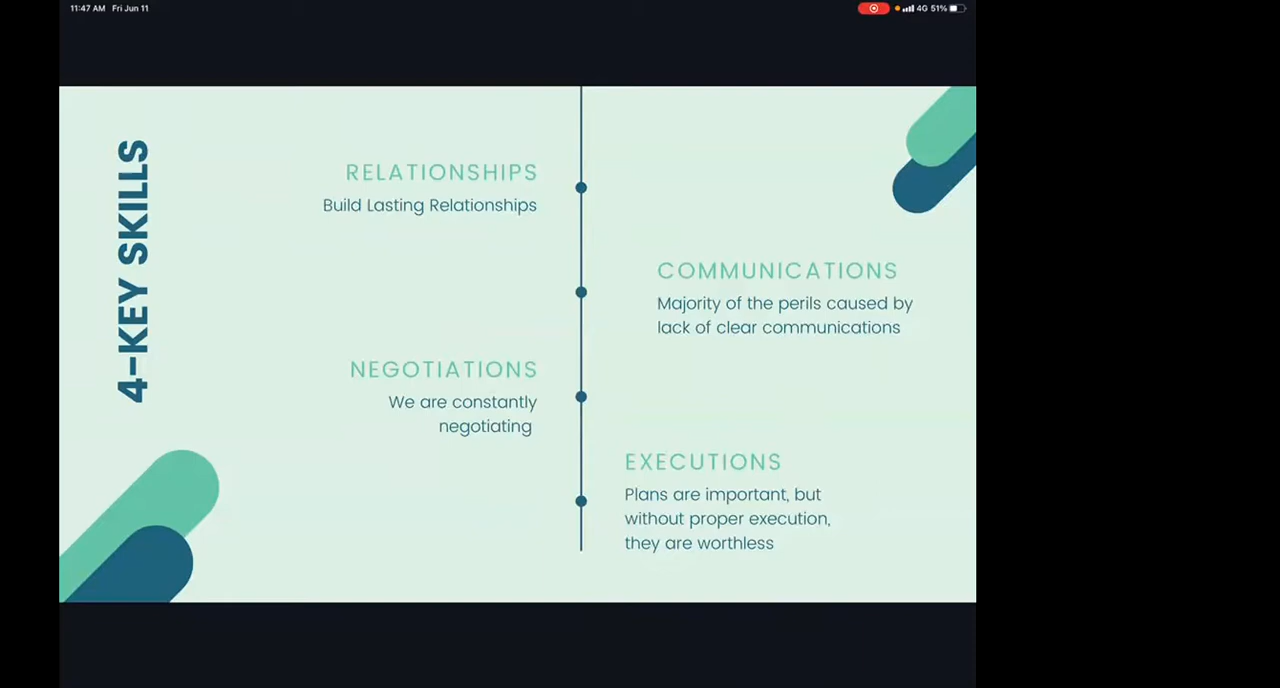 11:47 AM Fri Jun 11
4G 51%
4-KEY SKILLS
RELATIONSHIPS
Build Lasting Relationships
COMMUNICATIONS
Majority of the perils caused by
lack of clear communications
NEGOTIATIONS
We are constantly
negotiating
EXECUTIONS
Plans are important, but
without proper execution,
they are worthless